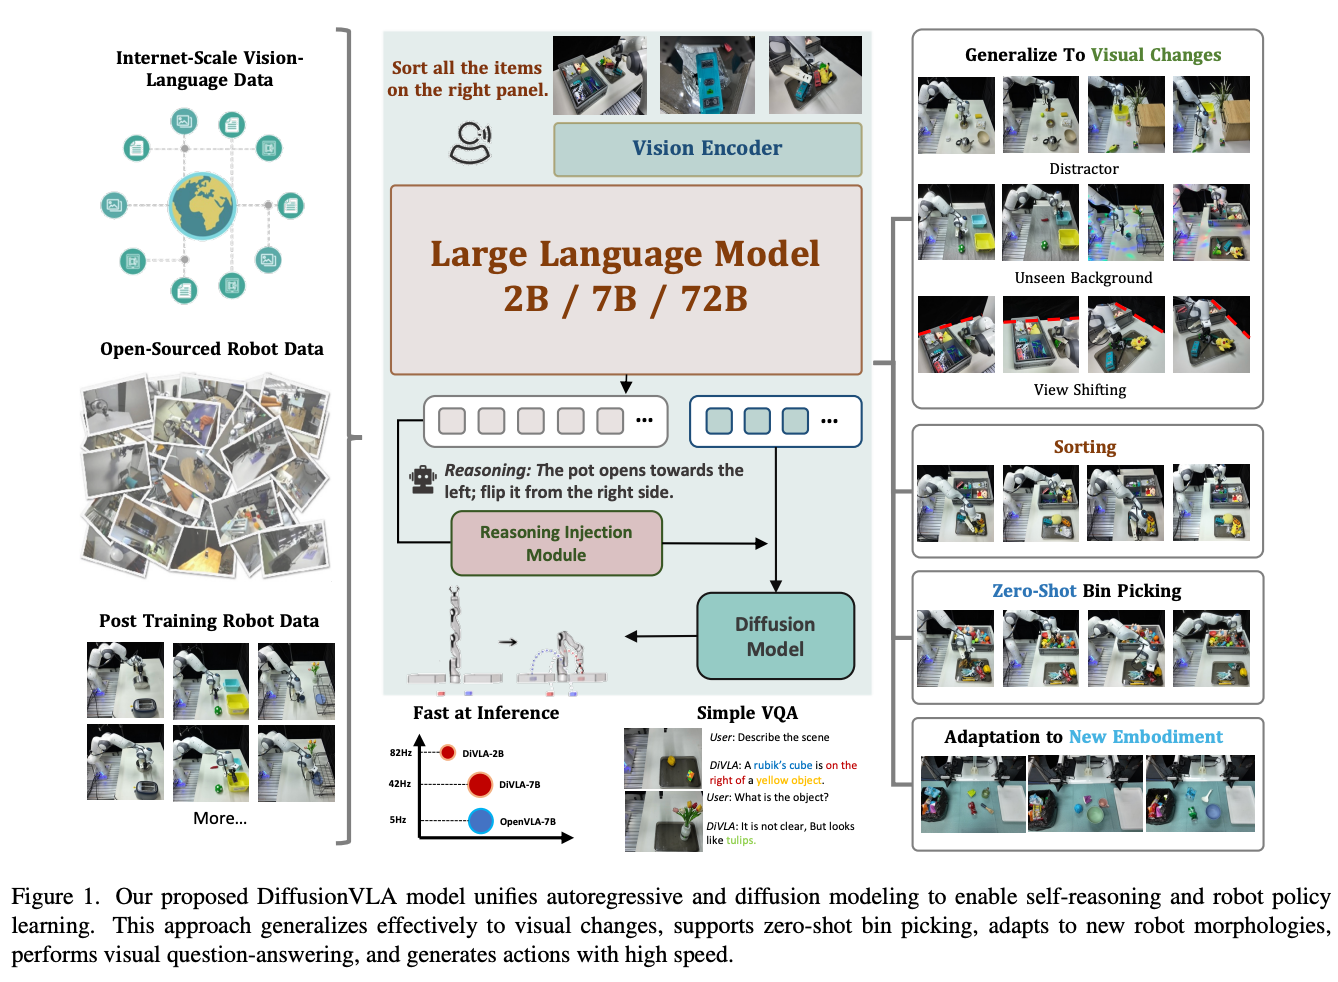 Internet-Scale Vision-
Language Data
Open-Sourced Robot Data
Post Training Robot Data
More...
Sort all the items
on the right panel.
Vision Encoder
Large Language Model
2B / 7B / 72B
...
...
Reasoning: The pot opens towards the
left; flip it from the right side.
Reasoning Injection
Module
Diffusion
Model
Fast at Inference
82Hz
DiVLA-2B
42Hz
DiVLA-7B
5Hz
OpenVLA-7B
Simple VQA
User: Describe the scene
DiVLA: A rubik's cube is on the
right of a yellow object.
User: What is the object?
DiVLA: It is not clear, But looks
like tulips.
Generalize To Visual Changes
Distractor
Unseen Background
View Shifting
Sorting
Zero-Shot Bin Picking
Adaptation to New Embodiment
Figure 1. Our proposed DiffusionVLA model unifies autoregressive and diffusion modeling to enable self-reasoning and robot policy
learning. This approach generalizes effectively to visual changes, supports zero-shot bin picking, adapts to new robot morphologies,
performs visual question-answering, and generates actions with high speed.